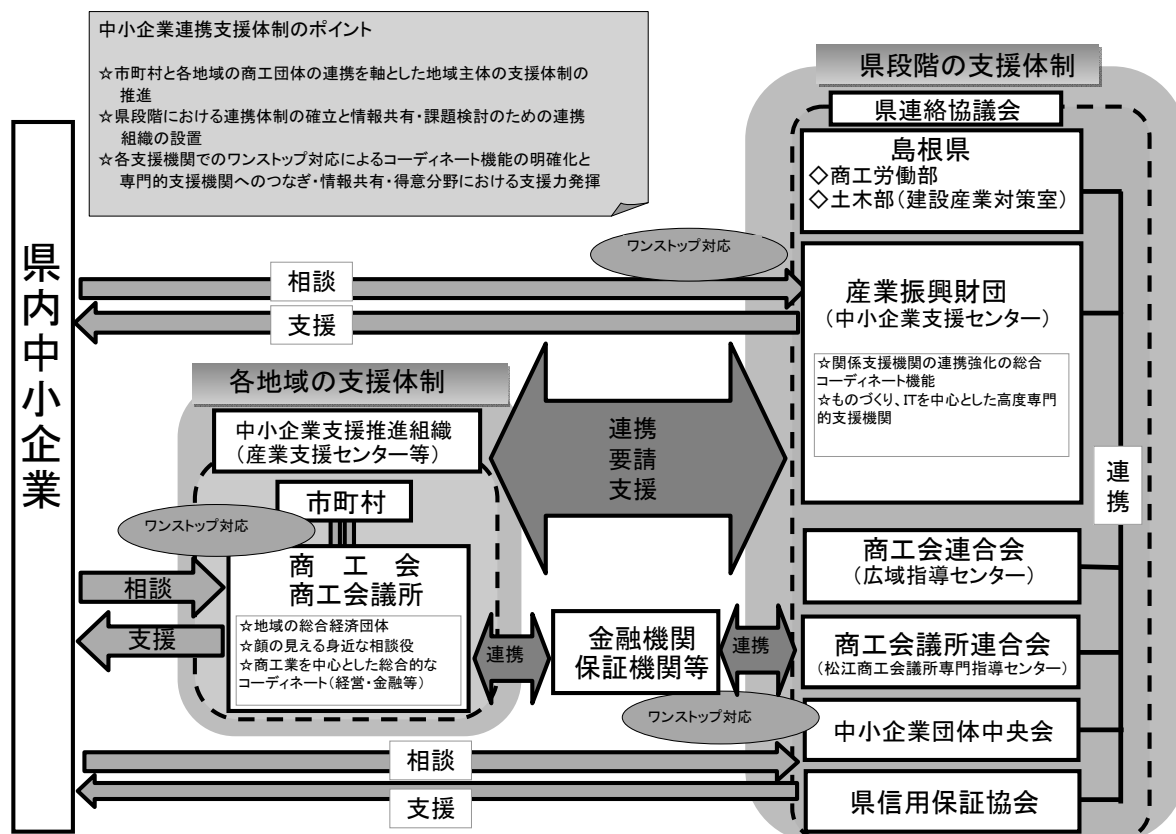 中小企業連携支援体制のポイント
☆市町村と各地域の商工団体の連携を軸とした地域主体の支援体制の
推進
☆県段階における連携体制の確立と情報共有・課題検討のための連携
組織の設置
☆各支援機関でのワンストップ対応によるコーディネート機能の明確化と
専門的支援機関へのつなぎ・情報共有・得意分野における支援力発揮
県内中小企業
県段階の支援体制
県連絡協議会
島根県
◇商工労働部
◇土木部(建設産業対策室)
ワンストップ対応
相談
支援
産業振興財団
(中小企業支援センター)
☆関係支援機関の連携強化の総合
コーディネート機能
☆ものづくり、ITを中心とした高度専門
的支援機関
各地域の支援体制
中小企業支援推進組織
(産業支援センター等)
市町村
ワンストップ対応
商 工 会
商工会議所
☆地域の総合経済団体
☆顔の見える身近な相談役
☆商工業を中心とした総合的な
コーディネート(経営・金融等)
相談
支援
連携
要請
支援
連携
金融機関
保証機関等
連携
ワンストップ対応
連携
商工会連合会
(広域指導センター)
商工会議所連合会
(松江商工会議所専門指導センター)
中小企業団体中央会
県信用保証協会
相談
支援